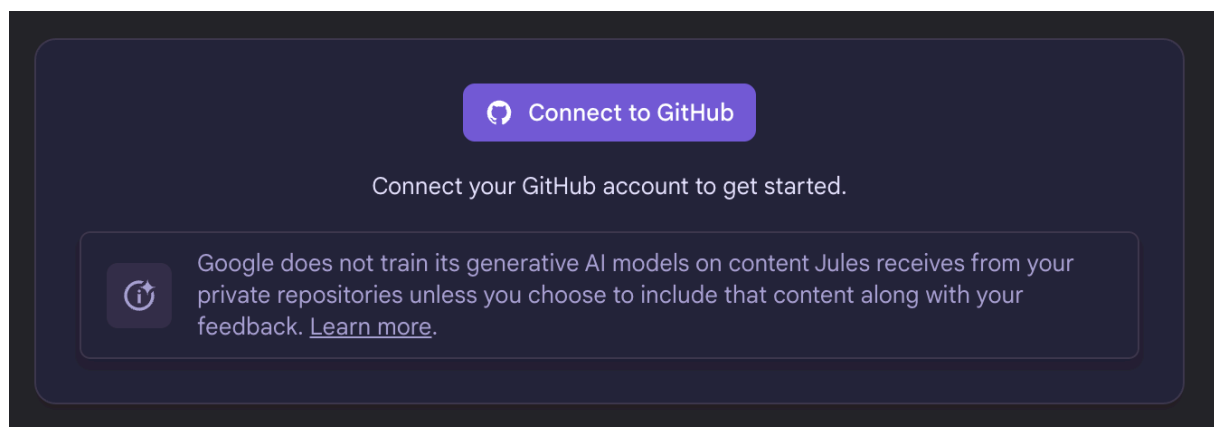 Connect to GitHub
Connect your GitHub account to get started.
Google does not train its generative AI models on content Jules receives from your
private repositories unless you choose to include that content along with your
feedback. Learn more.